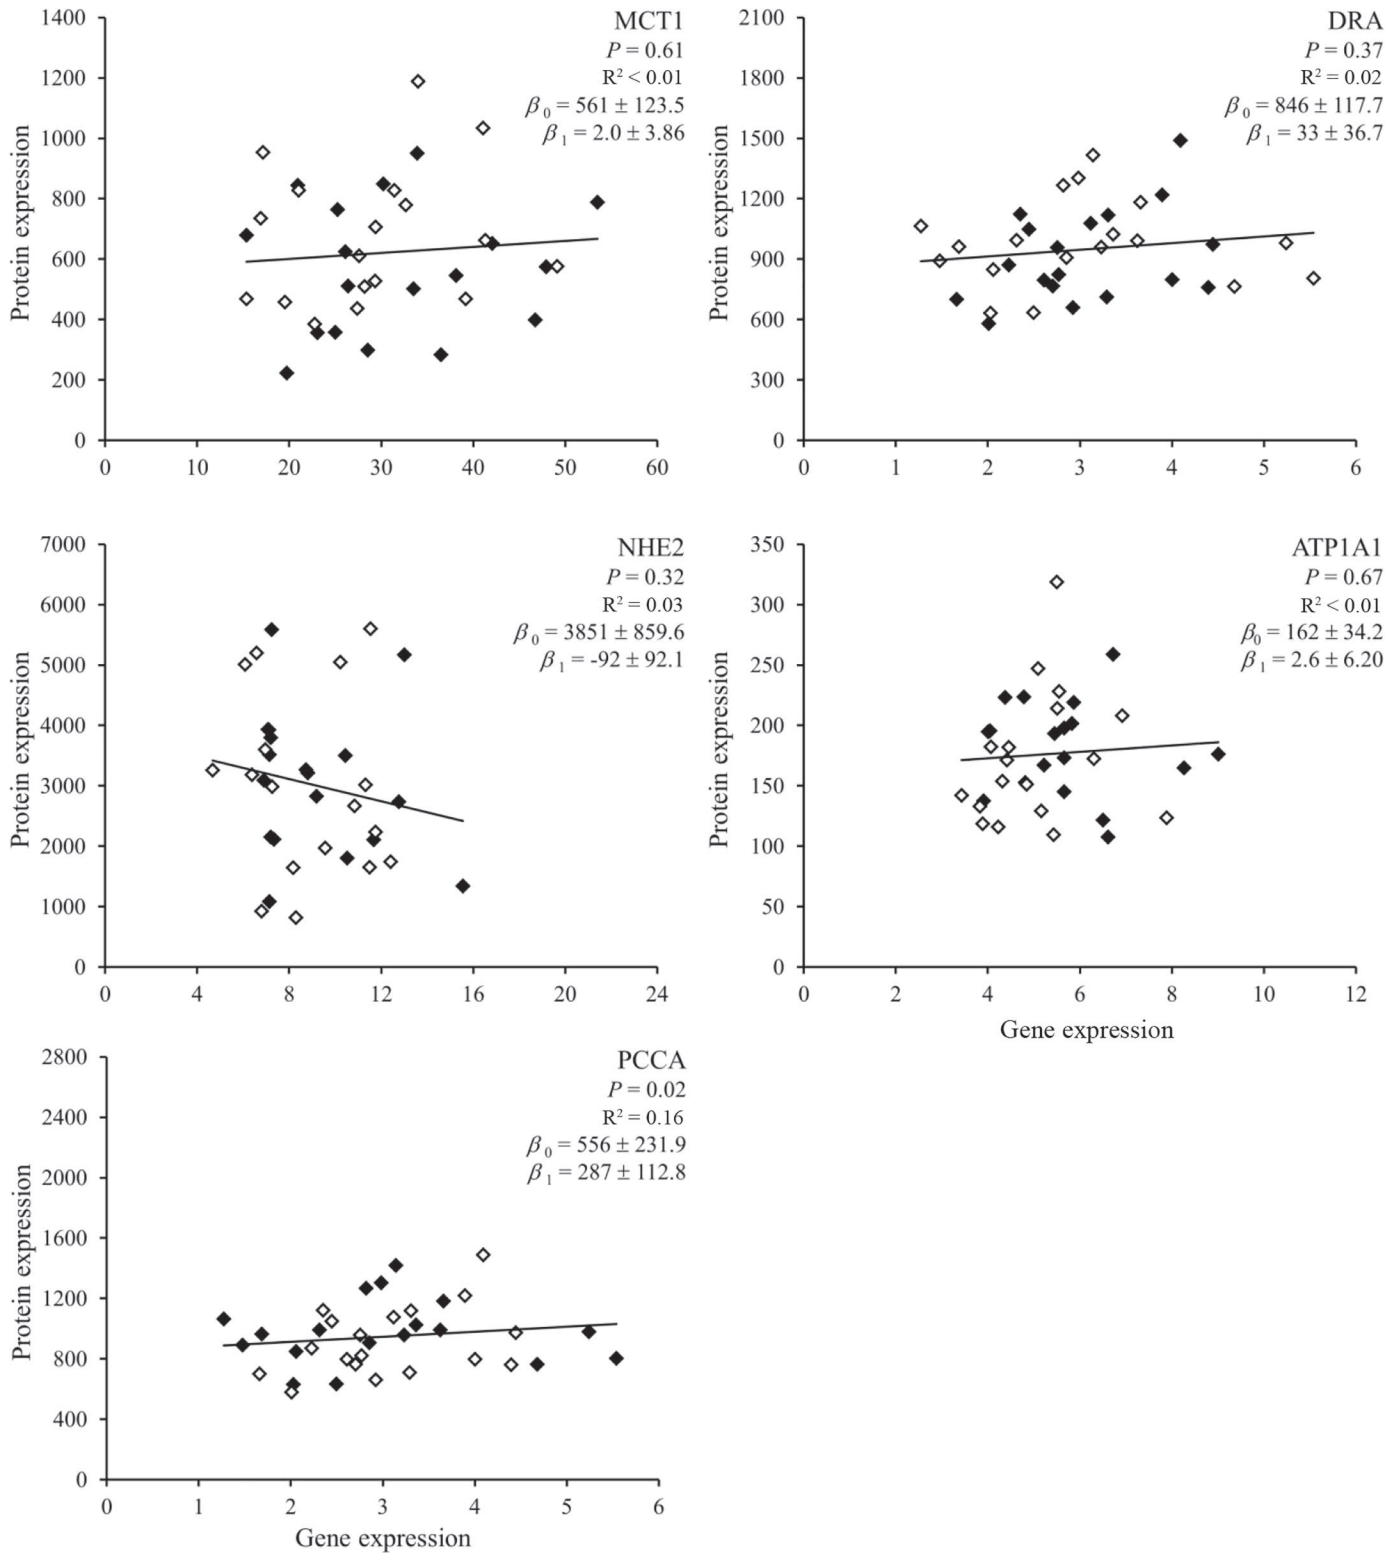 MCT1
P = 0.61
R² < 0.01
β₀ = 561 ± 123.5
β₁ = 2.0 ± 3.86
Protein expression
1400
1200
1000
800
600
400
200
0
0 10 20 30 40 50 60
DRA
P = 0.37
R² = 0.02
β₀ = 846 ± 117.7
β₁ = 33 ± 36.7
Protein expression
2100
1800
1500
1200
900
600
300
0
0 1 2 3 4 5 6
NHE2
P = 0.32
R² = 0.03
β₀ = 3851 ± 859.6
β₁ = -92 ± 92.1
Protein expression
7000
6000
5000
4000
3000
2000
1000
0
0 4 8 12 16 20 24
ATP1A1
P = 0.67
R² < 0.01
β₀ = 162 ± 34.2
β₁ = 2.6 ± 6.20
Protein expression
350
300
250
200
150
100
50
0
0 2 4 6 8 10 12
Gene expression
PCCA
P = 0.02
R² = 0.16
β₀ = 556 ± 231.9
β₁ = 287 ± 112.8
Protein expression
2800
2400
2000
1600
1200
800
400
0
0 1 2 3 4 5 6
Gene expression